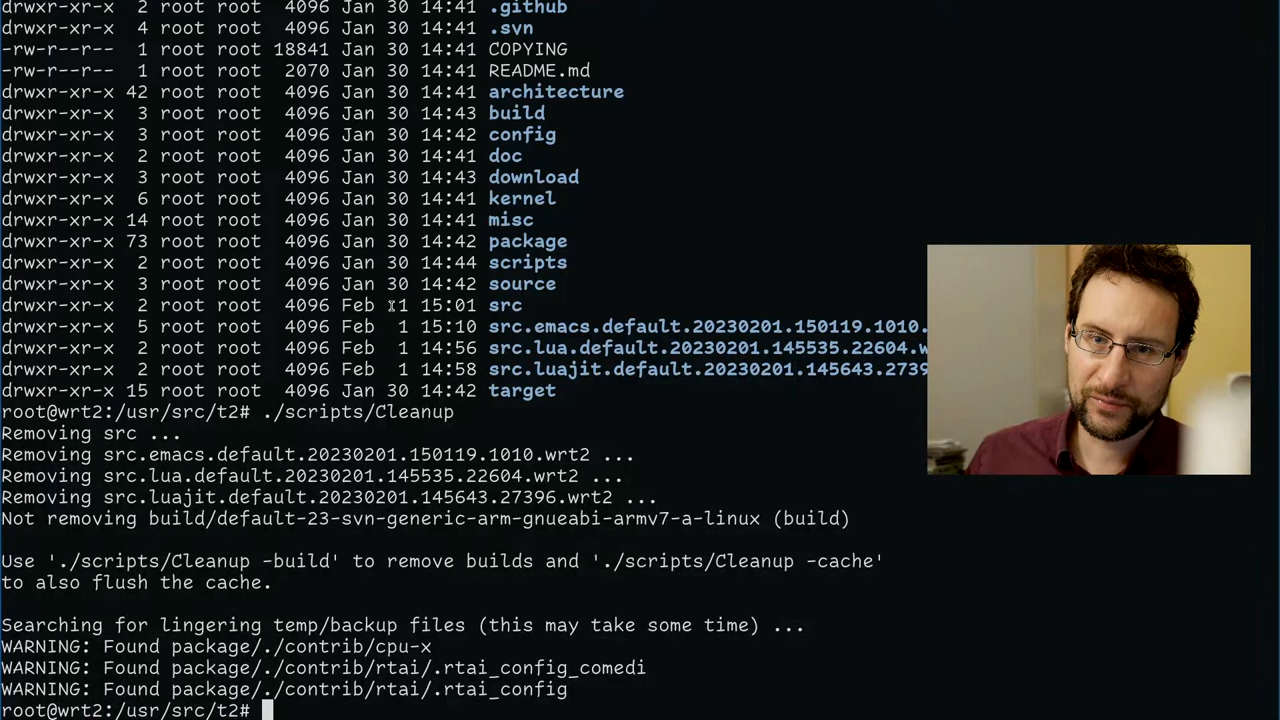 drwxr-xr-x  2 root root  4096 Jan 30 14:41 .github
drwxr-xr-x  4 root root  4096 Jan 30 14:41 .svn
-rw-r--r--  1 root root 18841 Jan 30 14:41 COPYING
-rw-r--r--  1 root root  2070 Jan 30 14:41 README.md
drwxr-xr-x 42 root root  4096 Jan 30 14:41 architecture
drwxr-xr-x  3 root root  4096 Jan 30 14:43 build
drwxr-xr-x  3 root root  4096 Jan 30 14:42 config
drwxr-xr-x  2 root root  4096 Jan 30 14:41 doc
drwxr-xr-x  3 root root  4096 Jan 30 14:43 download
drwxr-xr-x  6 root root  4096 Jan 30 14:41 kernel
drwxr-xr-x 14 root root  4096 Jan 30 14:41 misc
drwxr-xr-x 73 root root  4096 Jan 30 14:42 package
drwxr-xr-x  2 root root  4096 Jan 30 14:44 scripts
drwxr-xr-x  3 root root  4096 Jan 30 14:42 source
drwxr-xr-x  2 root root  4096 Feb  1 15:01 src
drwxr-xr-x  5 root root  4096 Feb  1 15:10 src.emacs.default.20230201.150119.1010.
drwxr-xr-x  2 root root  4096 Feb  1 14:56 src.lua.default.20230201.145535.22604.w
drwxr-xr-x  2 root root  4096 Feb  1 14:58 src.luajit.default.20230201.145643.2739
drwxr-xr-x 15 root root  4096 Jan 30 14:42 target
root@wrt2:/usr/src/t2# ./scripts/Cleanup
Removing src ...
Removing src.emacs.default.20230201.150119.1010.wrt2 ...
Removing src.lua.default.20230201.145535.22604.wrt2 ...
Removing src.luajit.default.20230201.145643.27396.wrt2 ...
Not removing build/default-23-svn-generic-arm-gnueabi-armv7-a-linux (build)
Use './scripts/Cleanup -build' to remove builds and './scripts/Cleanup -cache'
to also flush the cache.
Searching for lingering temp/backup files (this may take some time) ...
WARNING: Found package/./contrib/cpu-x
WARNING: Found package/./contrib/rtai/.rtai_config_comedi
WARNING: Found package/./contrib/rtai/.rtai_config
root@wrt2:/usr/src/t2#